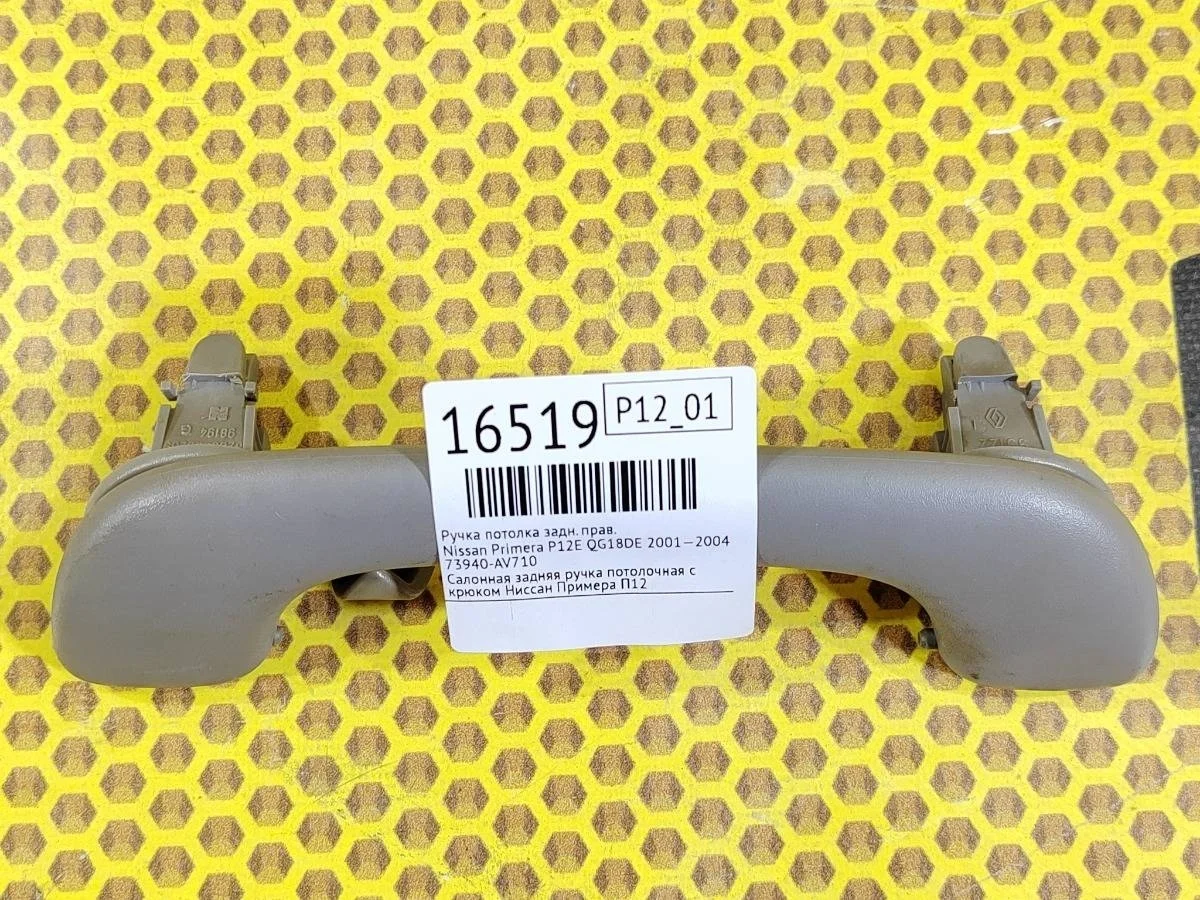 16519
P12_01
Ручка потолка задн. прав.
Nissan Primera P12E QG18DE 2001—2004
73940-AV710
Салонная задняя ручка потолочная с
крюком Ниссан Примера П12